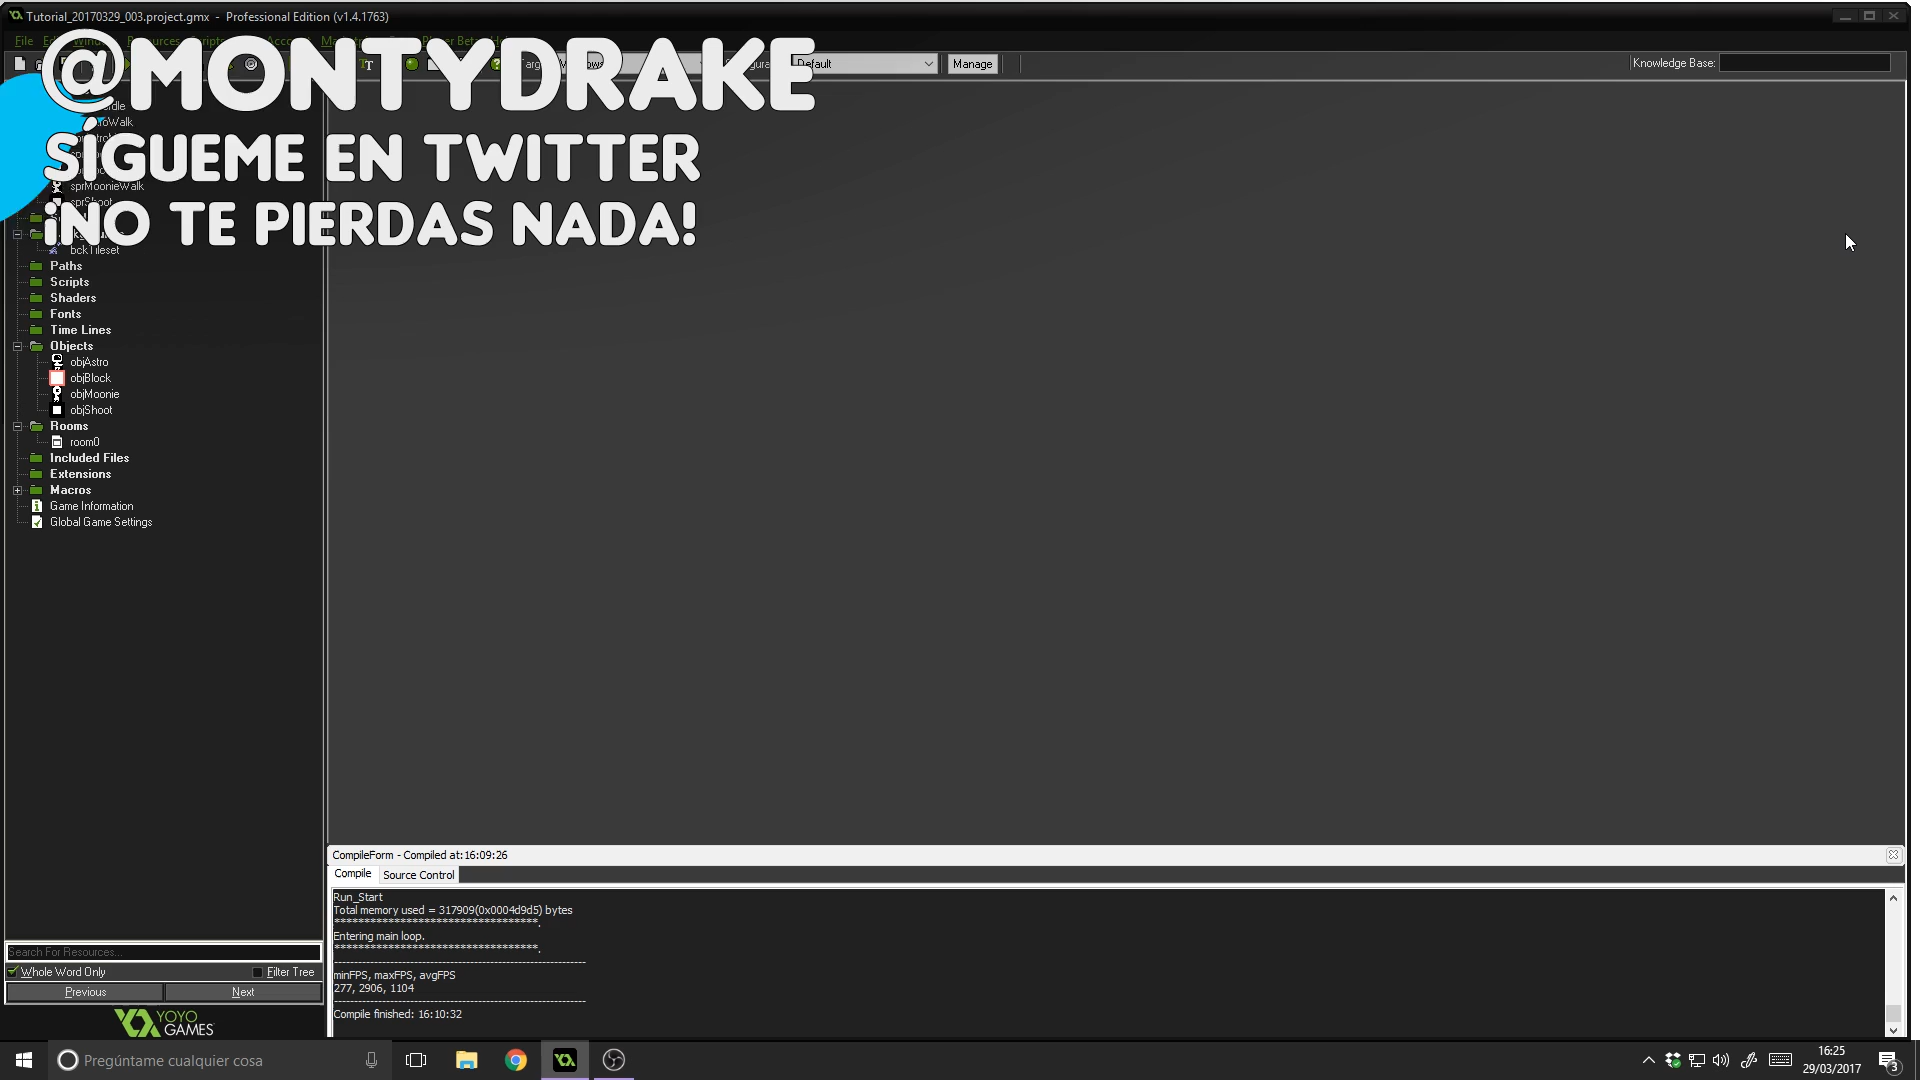 Tutorial_20170329_003.project.gmx - Professional Edition (v1.4.1763)
File
Default
Manage
Knowledge Base:
@MONTYDRAKE
SÍGUEME EN TWITTER
¡NO TE PIERDAS NADA!
sprMoonieWalk
sprShoot
bckTileset
Paths
Scripts
Shaders
Fonts
Time Lines
Objects
objAstro
objBlock
objMoonie
objShoot
Rooms
room0
Included Files
Extensions
Macros
Game Information
Global Game Settings
Search For Resources...
Whole Word Only
Filter Tree
Previous
Next
YOYO
GAMES
CompileForm - Compiled at:16:09:26
Compile
Source Control
Run_Start
Total memory used = 317909(0x0004d9d5) bytes
**********************************.
Entering main loop.
**********************************.
minFPS, maxFPS, avgFPS
277, 2906, 1104
Compile finished: 16:10:32
Pregúntame cualquier cosa
16:25
29/03/2017
3